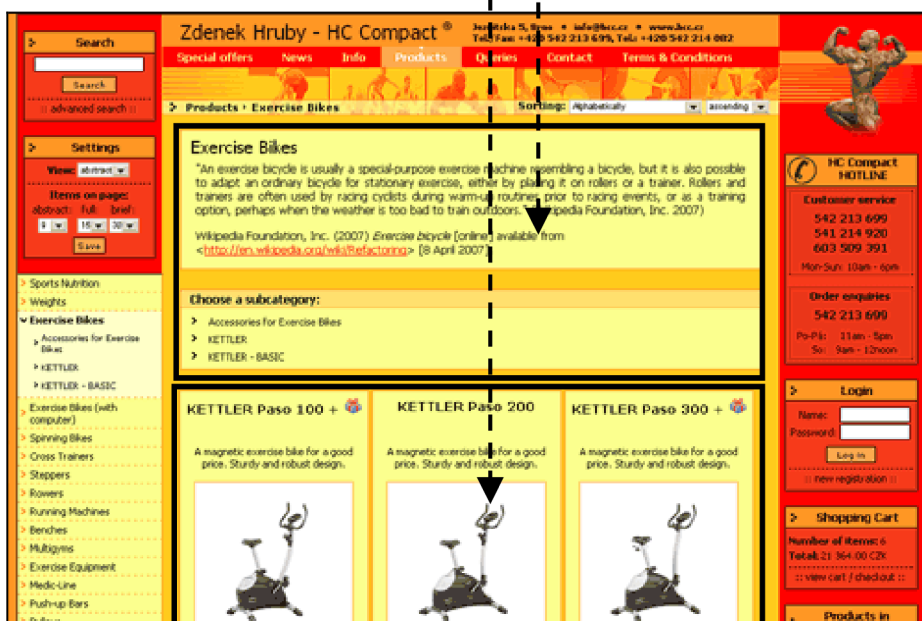 Search
Search
:: advanced search ::
Settings
View: abstract
Items on page:
abstract: full: brief:
9 15 30
Save
Sports Nutrition
Weights
Exercise Bikes
Accessories for Exercise
Bikes
KETTLER
KETTLER - BASIC
Exercise Bikes (with
computer)
Spinning Bikes
Cross Trainers
Steppers
Rowers
Running Machines
Benches
Multigyms
Exercise Equipment
Medic-Line
Push-up Bars
Zdenek Hruby - HC Compact ®
5, Brno • info@hcc.cz • www.hcc.cz
Tel./Fax: +420 542 213 699, Tel.: +420 542 214 002
Special offers News Info Products Queries Contact Terms & Conditions
Products › Exercise Bikes Sorting: Alphabetically ascending
Exercise Bikes
"An exercise bicycle is usually a special-purpose exercise machine resembling a bicycle, but it is also possible
to adapt an ordinary bicycle for stationary exercise, either by placing it on rollers or a trainer. Rollers and
trainers are often used by racing cyclists during warm-up routines prior to racing events, or as a training
option, perhaps when the weather is too bad to train outdoors. " (Wikipedia Foundation, Inc. 2007)
Wikipedia Foundation, Inc. (2007) Exercise bicycle [online] available from
<http://en.wikipedia.org/wiki/Refactoring> [8 April 2007]
Choose a subcategory:
Accessories for Exercise Bikes
KETTLER
KETTLER - BASIC
KETTLER Paso 100 +
A magnetic exercise bike for a good
price. Sturdy and robust design.
KETTLER Paso 200
A magnetic exercise bike for a good
price. Sturdy and robust design.
KETTLER Paso 300 +
A magnetic exercise bike for a good
price. Sturdy and robust design.
HC Compact
HOTLINE
Customer service
542 213 699
541 214 920
603 509 391
Mon-Sun: 10am - 6pm
Order enquiries
542 213 699
Po-Pá: 11am - 5pm
So: 9am - 12noon
Login
Name:
Password:
Log in
:: new registration ::
Shopping Cart
Number of items: 6
Total: 21 364.00 CZK
:: view cart / checkout ::
Products in